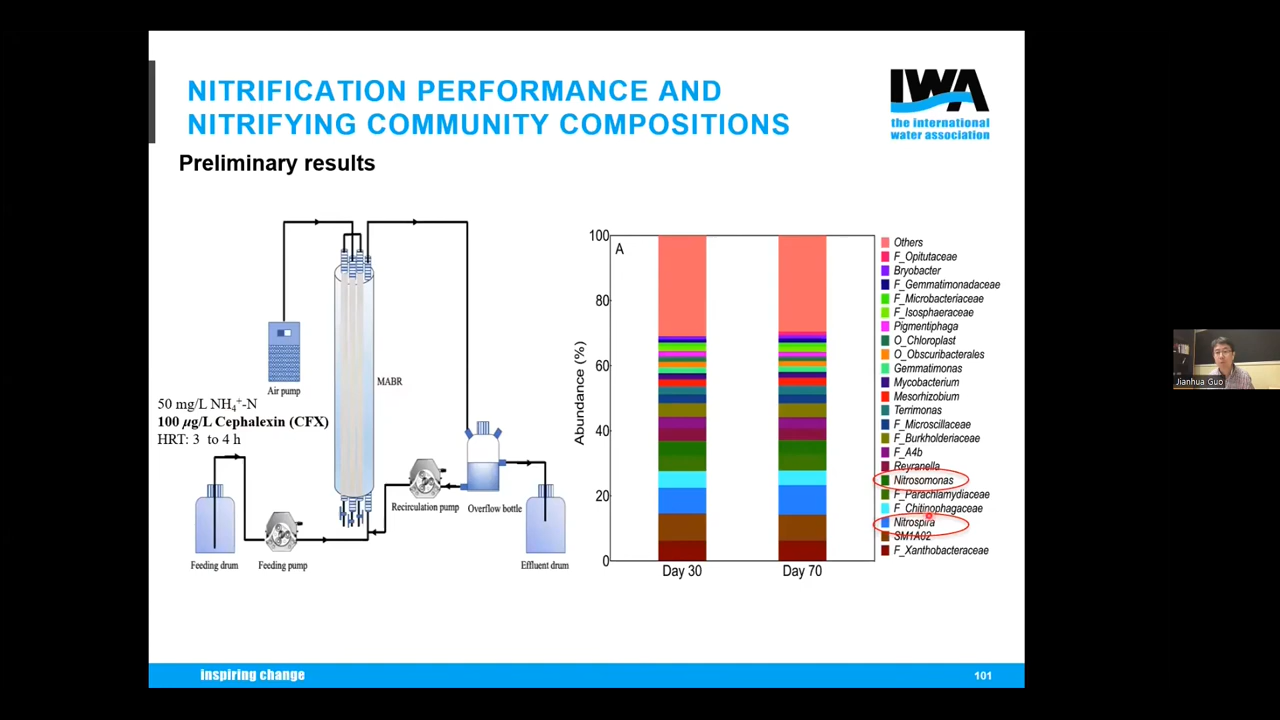 NITRIFICATION PERFORMANCE AND
NITRIFYING COMMUNITY COMPOSITIONS
IWA
the international
water association
Preliminary results
Air pump
MABR
50 mg/L NH₄⁺-N
100 µg/L Cephalexin (CFX)
HRT: 3 to 4 h
Recirculation pump
Overflow bottle
Feeding drum
Feeding pump
Effluent drum
A
Abundance (%)
100
80
60
40
20
0
Day 30
Day 70
Others
F_Opitutaceae
Bryobacter
F_Gemmatimonadaceae
F_Microbacteriaceae
F_Isosphaeraceae
Pigmentiphaga
O_Chloroplast
O_Obscuribacterales
Gemmatimonas
Mycobacterium
Mesorhizobium
Terrimonas
F_Microscillaceae
F_Burkholderiaceae
F_A4b
Reyranella
Nitrosomonas
F_Parachlamydiaceae
F_Chitinophagaceae
Nitrospira
SM1A02
F_Xanthobacteraceae
inspiring change
101
Jianhua Guo